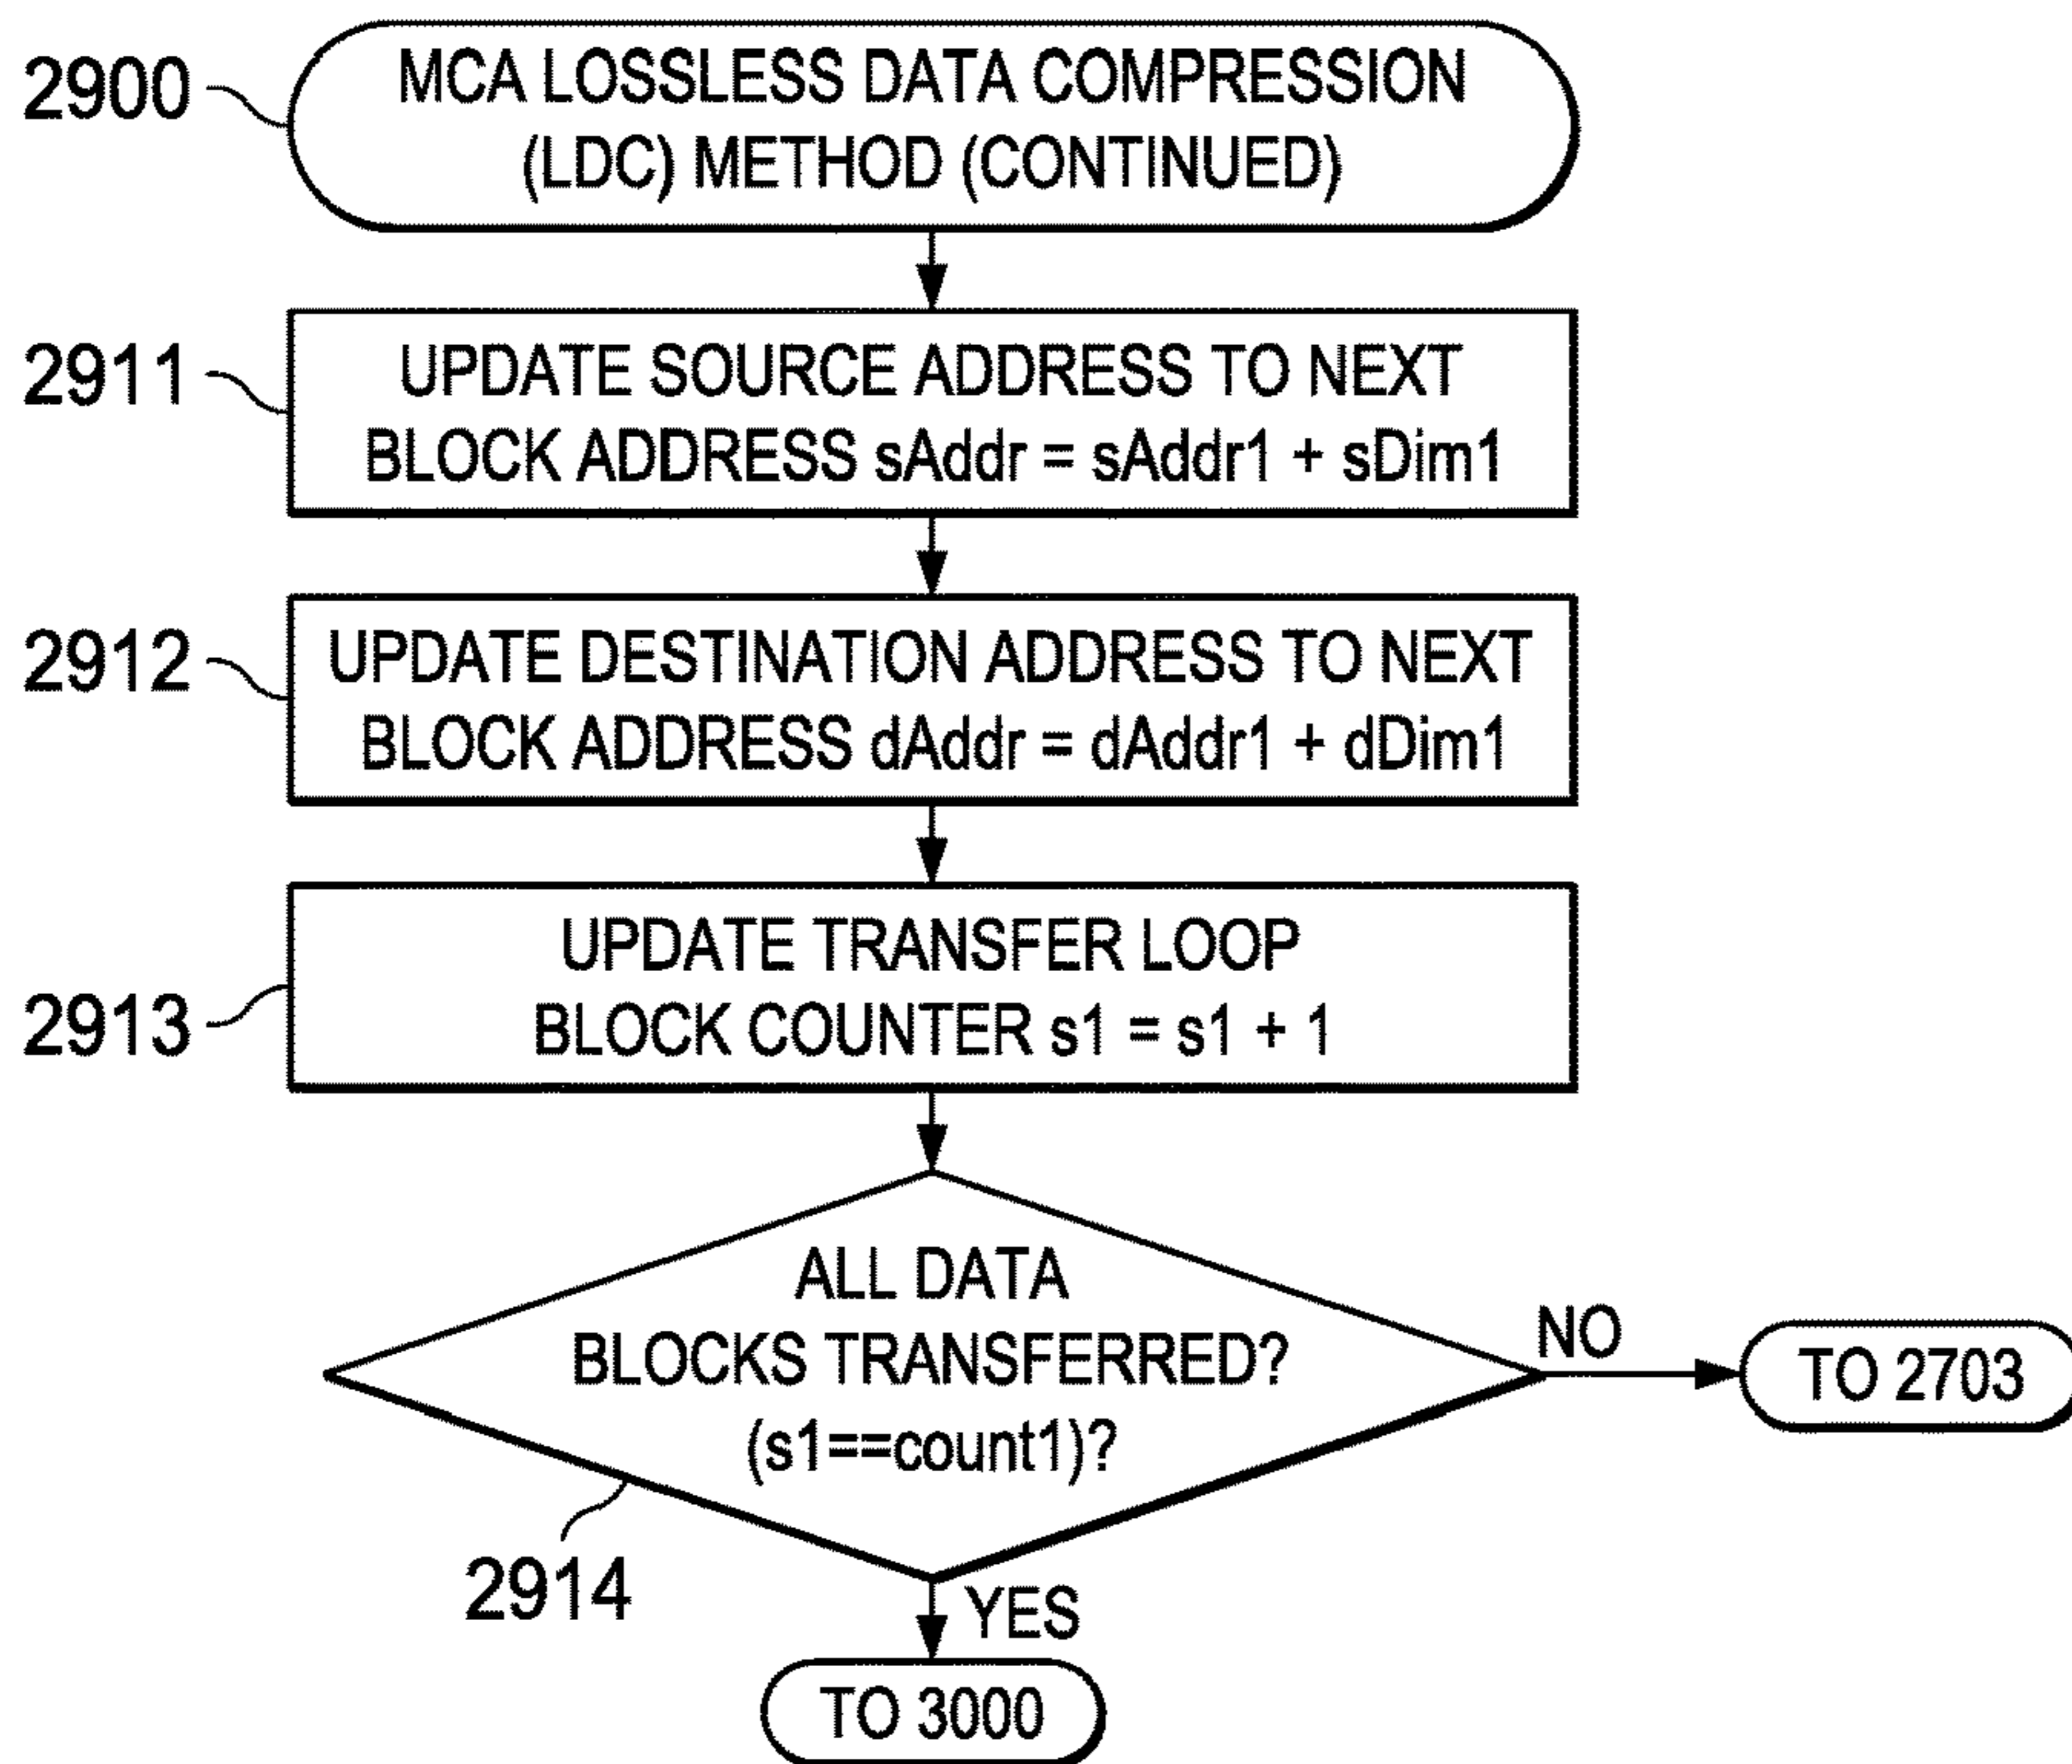 2900
MCA LOSSLESS DATA COMPRESSION
(LDC) METHOD (CONTINUED)
2911
UPDATE SOURCE ADDRESS TO NEXT
BLOCK ADDRESS sAddr = sAddr1 + sDim1
2912
UPDATE DESTINATION ADDRESS TO NEXT
BLOCK ADDRESS dAddr = dAddr1 + dDim1
2913
UPDATE TRANSFER LOOP
BLOCK COUNTER s1 = s1 + 1
ALL DATA
BLOCKS TRANSFERRED?
(s1==count1)?
NO
TO 2703
2914
YES
TO 3000